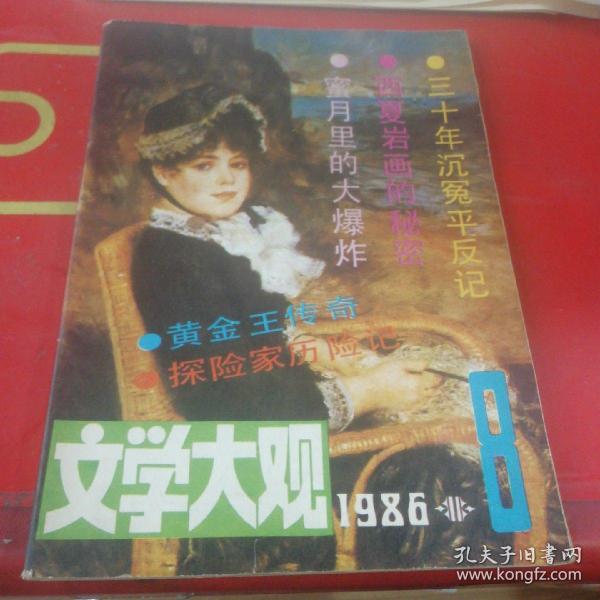 三十年沉冤平反记
西夏岩画的秘密
蜜月里的大爆炸
黄金王传奇
探险家历险记
文学大观
1986
8
孔夫子旧书网
www.kongfz.com